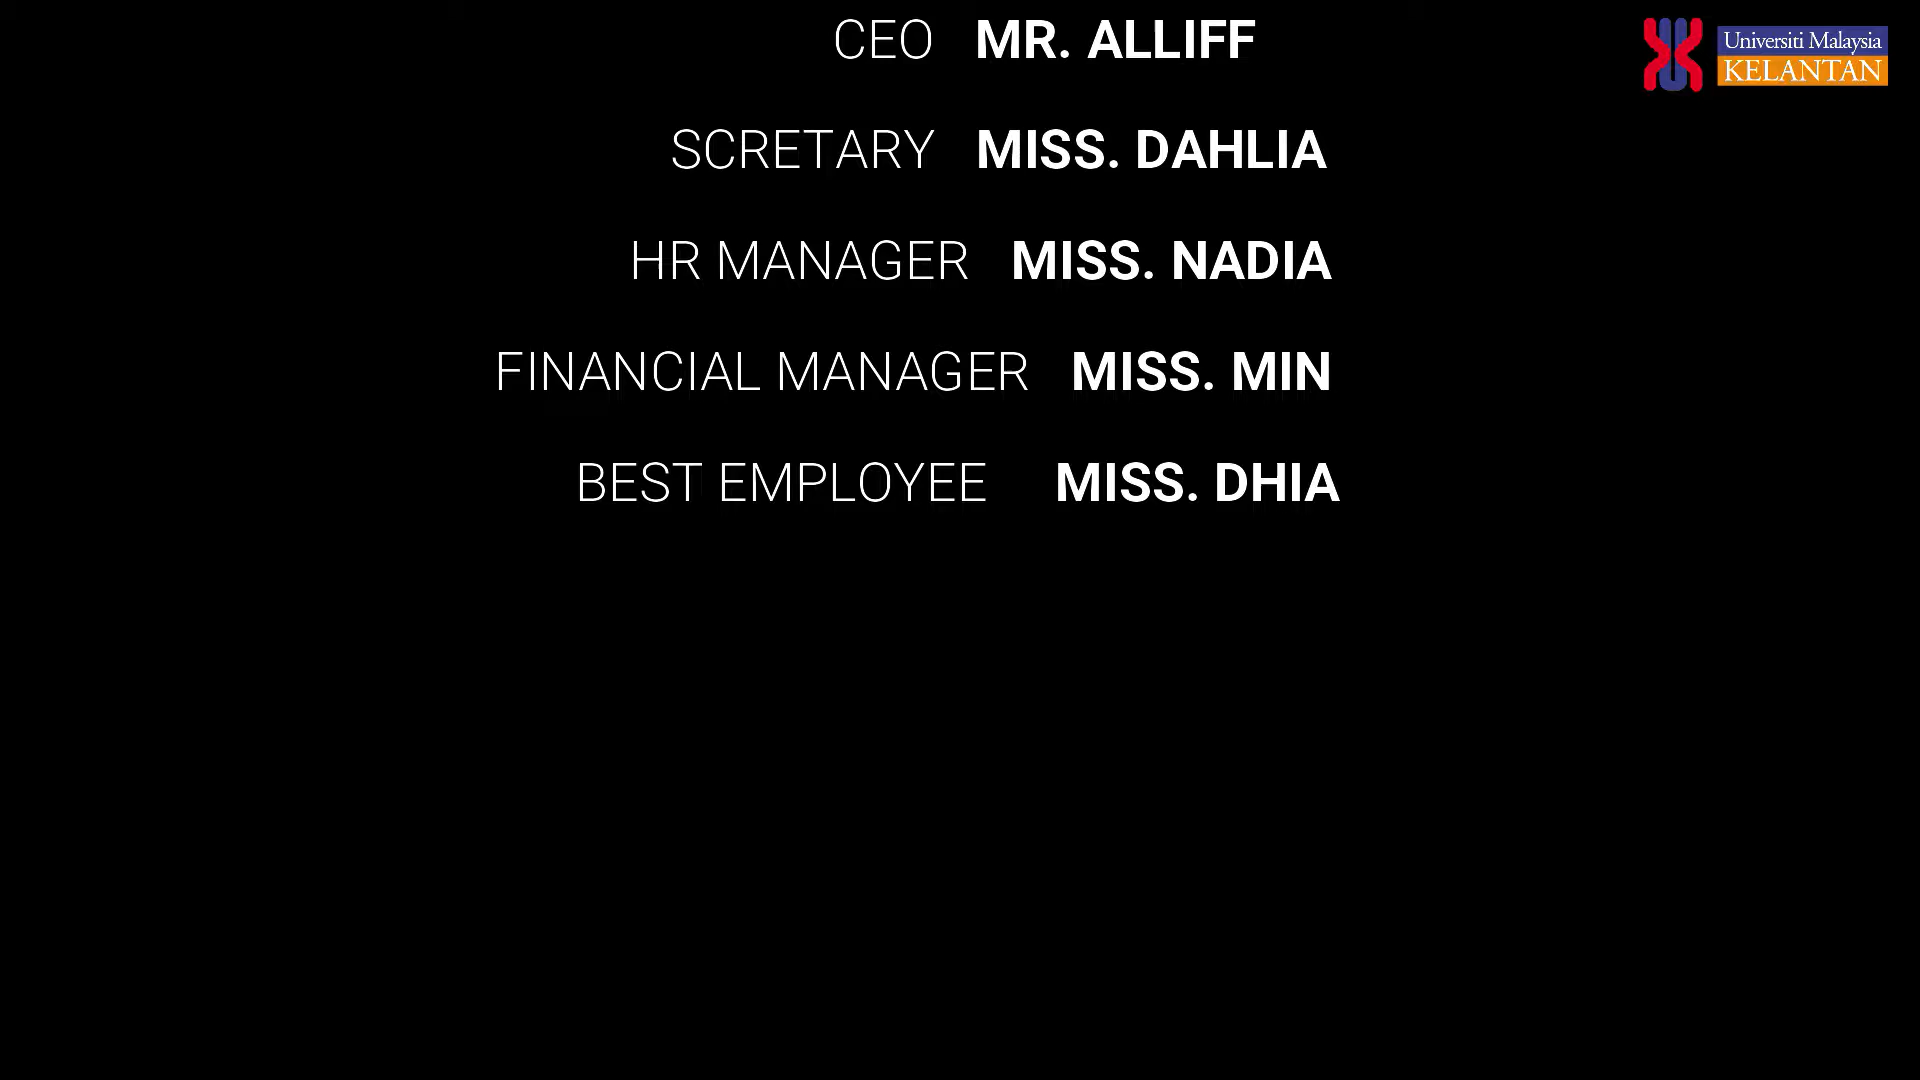 CEO MR. ALLIFF
SCRETARY MISS. DAHLIA
HR MANAGER MISS. NADIA
FINANCIAL MANAGER MISS. MIN
BEST EMPLOYEE MISS. DHIA
Universiti Malaysia
KELANTAN